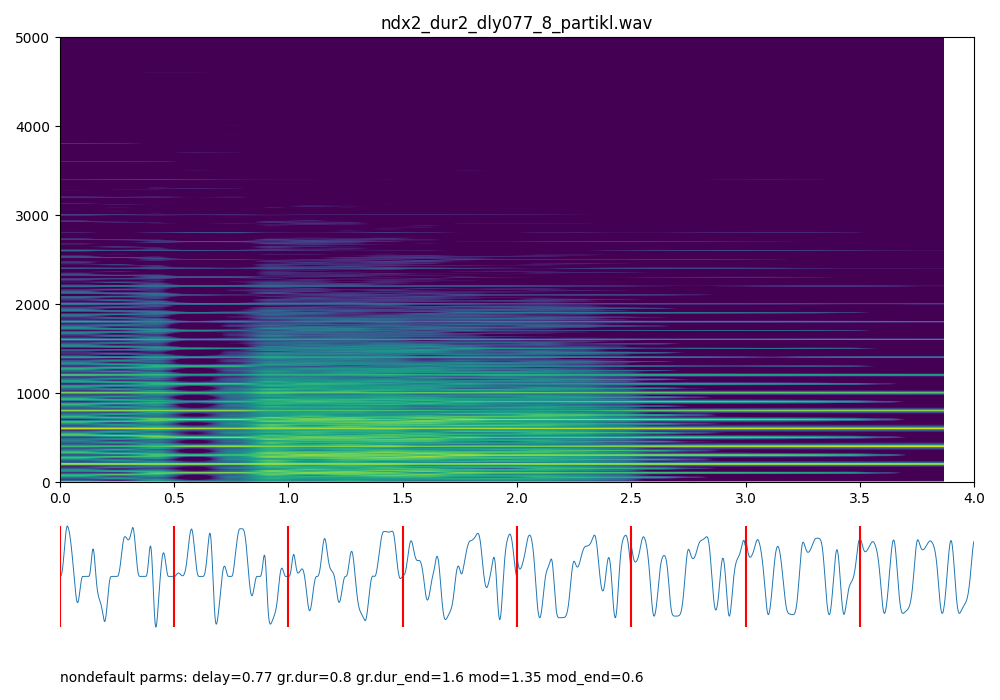 ndx2_dur2_dly077_8_partikl.wav
5000
4000
3000
2000
1000
0
0.0 0.5 1.0 1.5 2.0 2.5 3.0 3.5 4.0
nondefault parms: delay=0.77 gr.dur=0.8 gr.dur_end=1.6 mod=1.35 mod_end=0.6